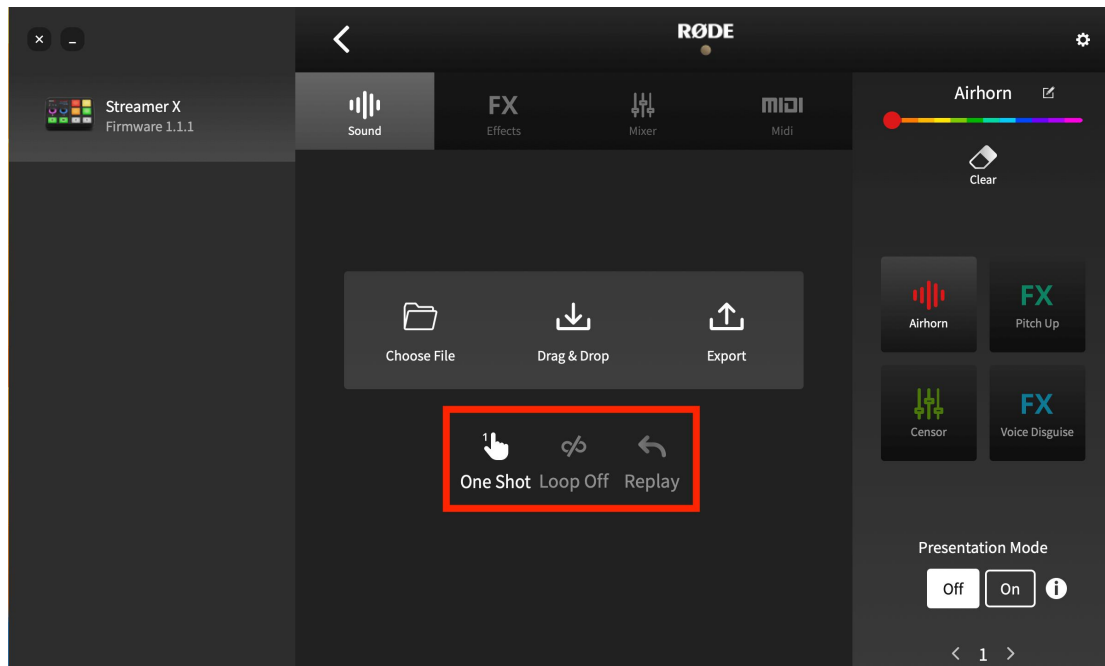 RØDE
Streamer X
Firmware 1.1.1
Sound
FX
Effects
Mixer
MIDI
Midi
Airhorn
Clear
Choose File
Drag & Drop
Export
1
One Shot
Loop Off
Replay
Airhorn
FX
Pitch Up
Censor
FX
Voice Disguise
Presentation Mode
Off
On
i
< 1 >